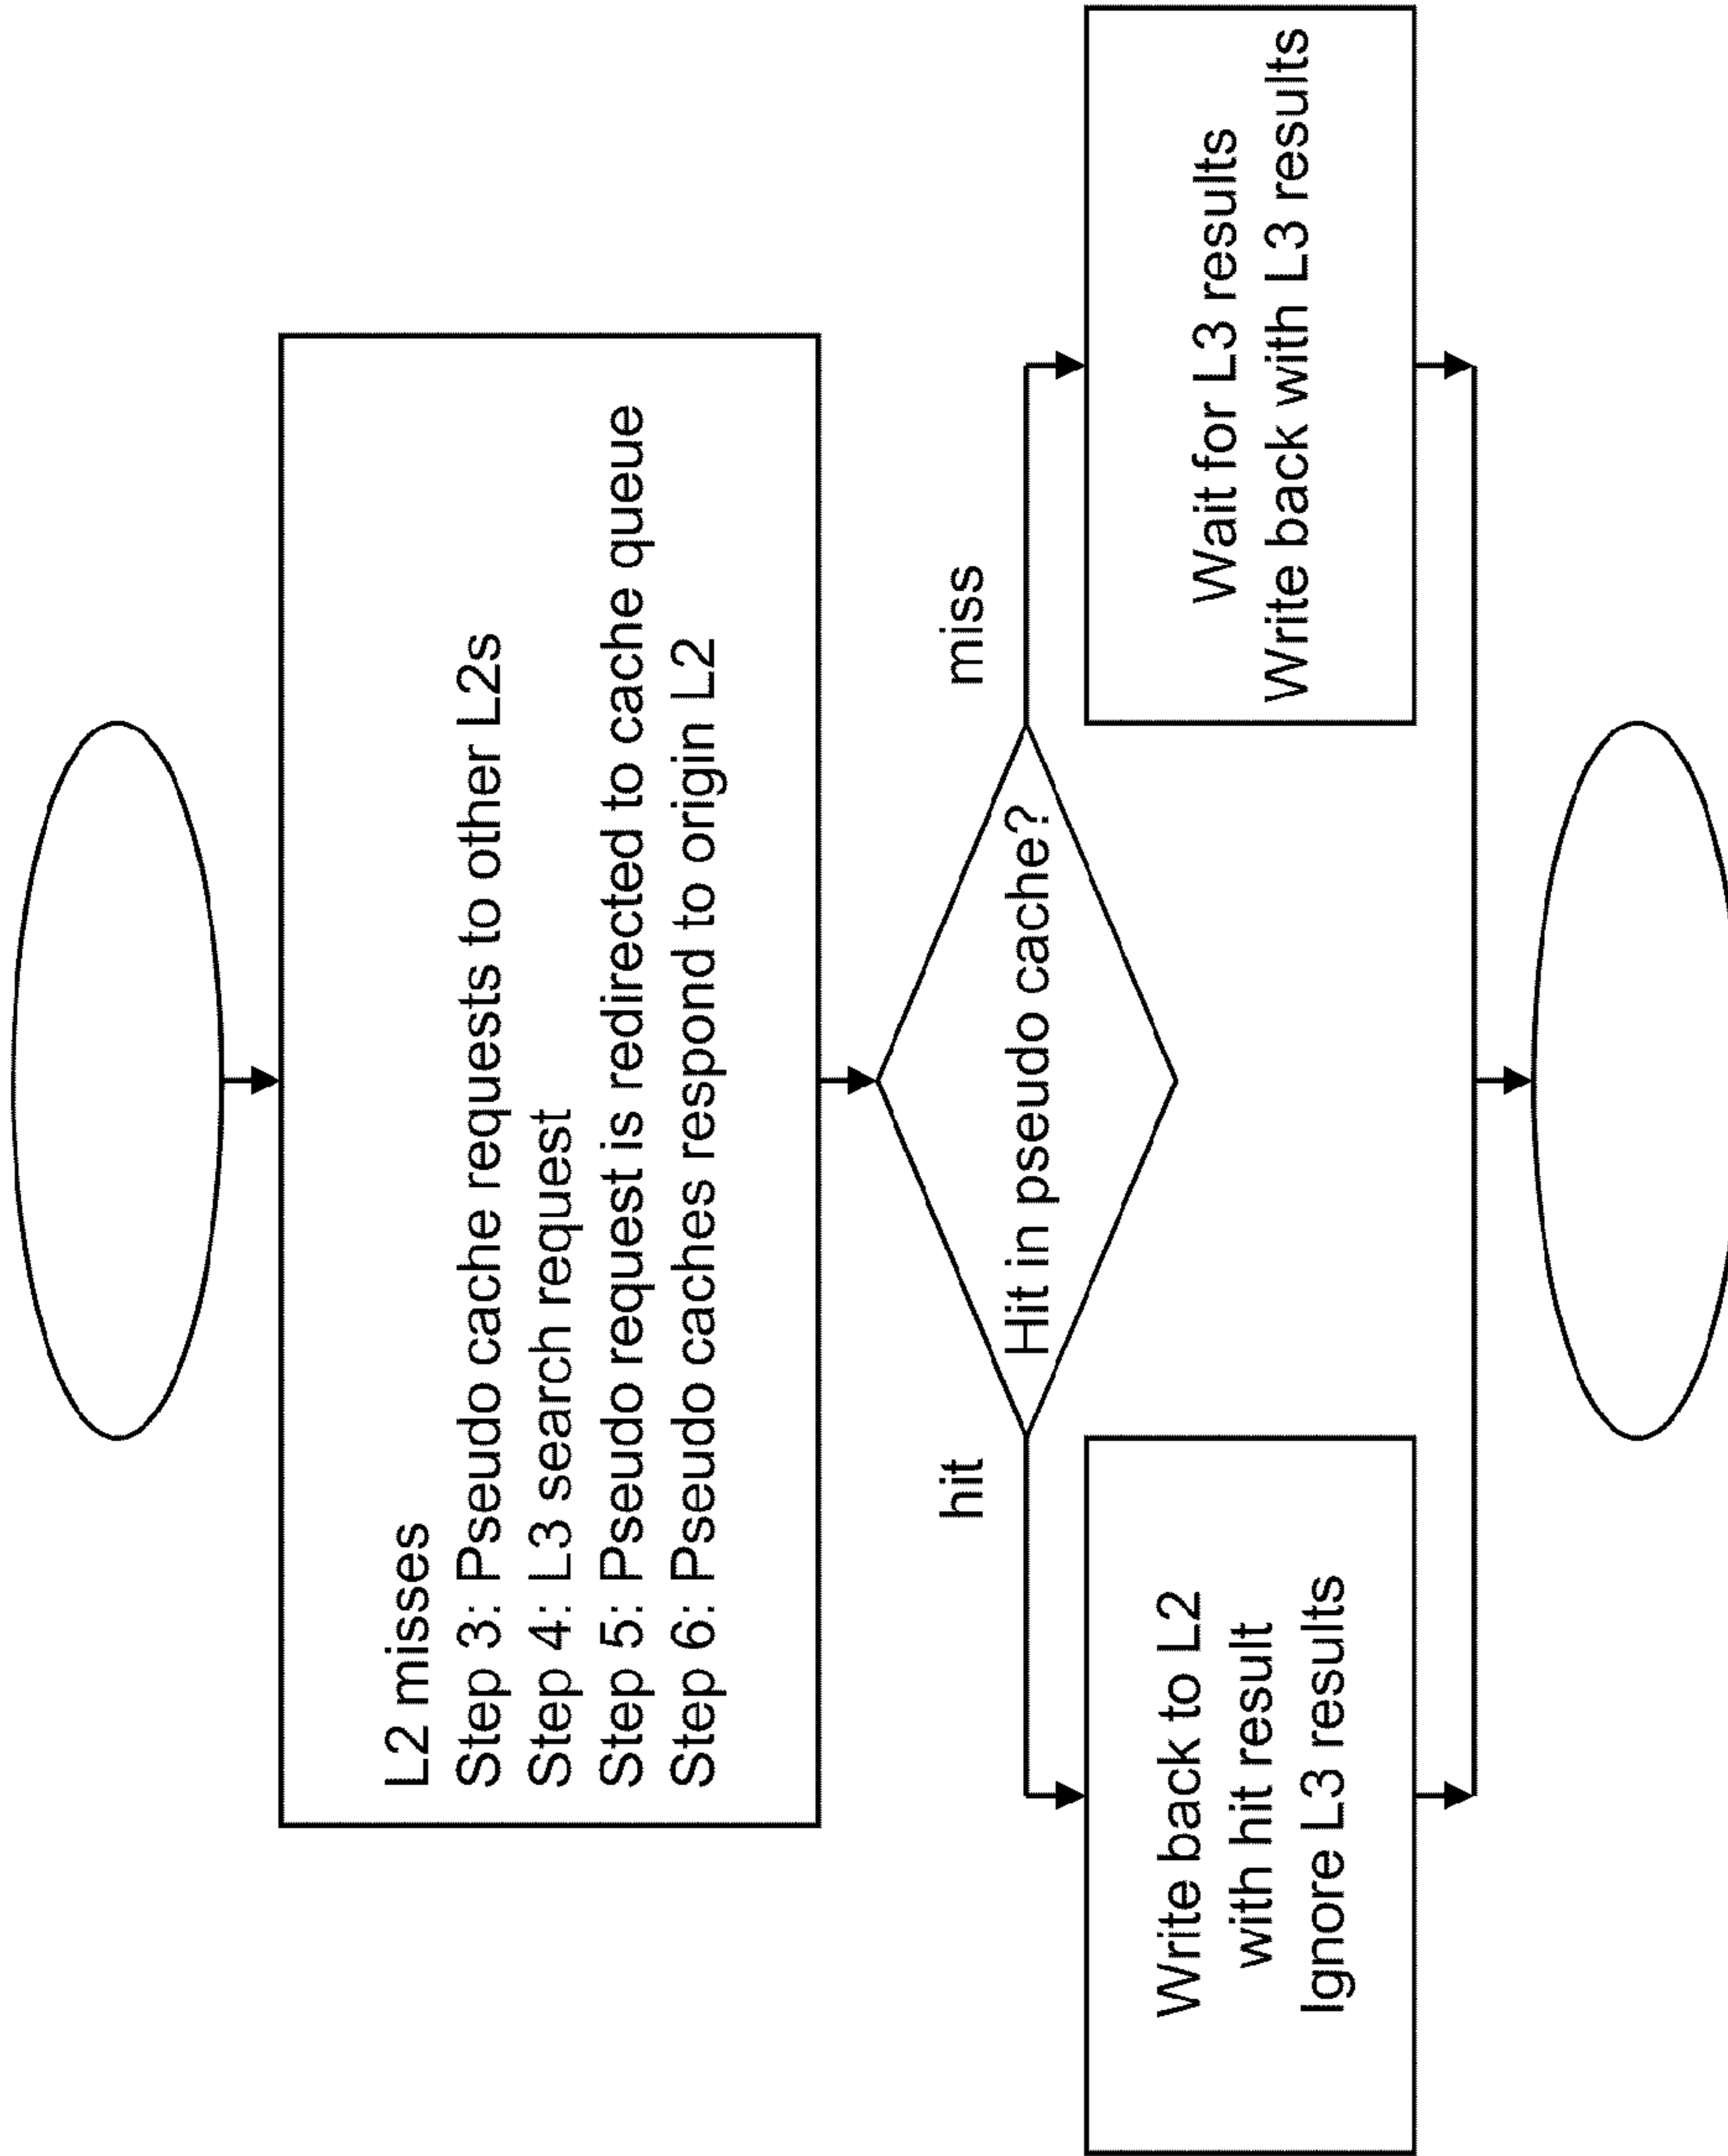 L2 misses
Step 3: Pseudo cache requests to other L2s
Step 4: L3 search request
Step 5: Pseudo request is redirected to cache queue
Step 6: Pseudo caches respond to origin L2
Hit in pseudo cache?
hit
miss
Write back to L2
with hit result
Ignore L3 results
Wait for L3 results
Write back with L3 results